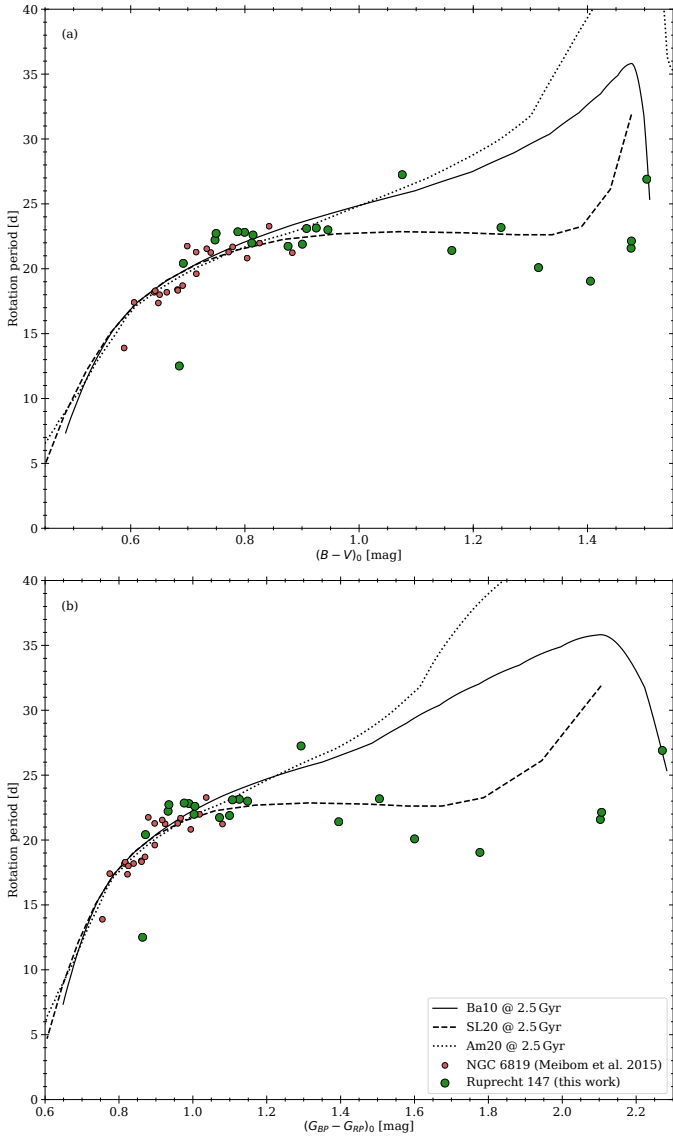 40
(a)
35
30
25
20
15
10
5
0
Rotation period [d]
0.6
0.8
1.0
1.2
1.4
(B − V)₀ [mag]
40
(b)
35
30
25
20
15
10
5
0
Rotation period [d]
Ba10 @ 2.5 Gyr
SL20 @ 2.5 Gyr
Am20 @ 2.5 Gyr
NGC 6819 (Meibom et al. 2015)
Ruprecht 147 (this work)
0.6
0.8
1.0
1.2
1.4
1.6
1.8
2.0
2.2
(G_BP − G_RP)₀ [mag]